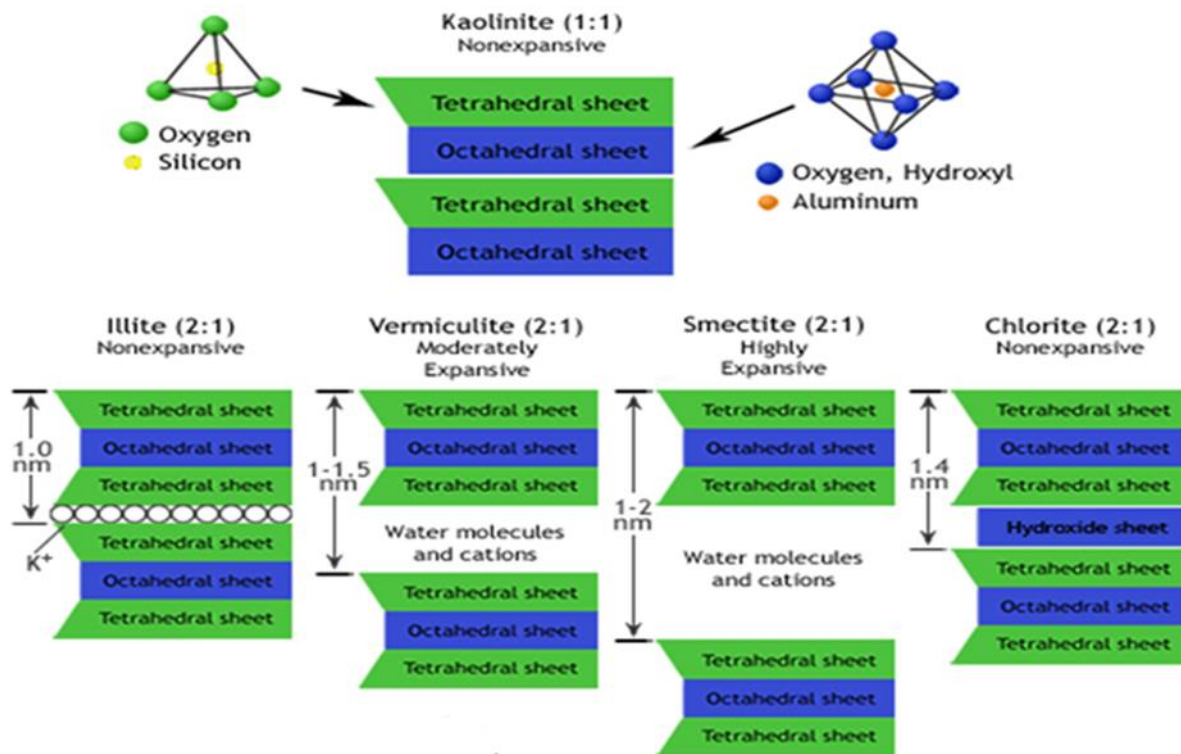 Kaolinite (1:1)
Nonexpansive
Oxygen
Silicon
Tetrahedral sheet
Octahedral sheet
Tetrahedral sheet
Octahedral sheet
Oxygen, Hydroxyl
Aluminum
Illite (2:1)
Nonexpansive
1.0
nm
Tetrahedral sheet
Octahedral sheet
Tetrahedral sheet
K+
Tetrahedral sheet
Octahedral sheet
Tetrahedral sheet
Vermiculite (2:1)
Moderately
Expansive
1-1.5
nm
Tetrahedral sheet
Octahedral sheet
Tetrahedral sheet
Water molecules
and cations
Tetrahedral sheet
Octahedral sheet
Tetrahedral sheet
Smectite (2:1)
Highly
Expansive
1-2
nm
Tetrahedral sheet
Octahedral sheet
Tetrahedral sheet
Water molecules
and cations
Tetrahedral sheet
Octahedral sheet
Tetrahedral sheet
Chlorite (2:1)
Nonexpansive
1.4
nm
Tetrahedral sheet
Octahedral sheet
Tetrahedral sheet
Hydroxide sheet
Tetrahedral sheet
Octahedral sheet
Tetrahedral sheet